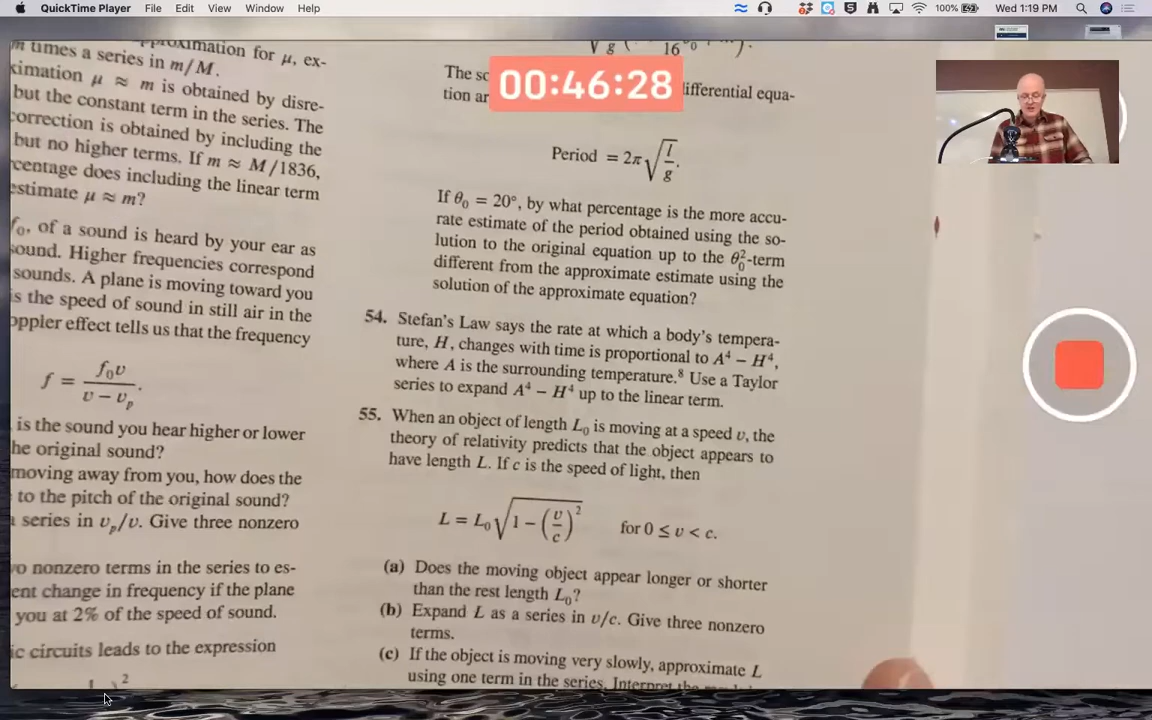 QuickTime Player File Edit View Window Help
100% Wed 1:19 PM
00:46:28
approximation for μ, ex-
m times a series in m/M.
ximation μ ≈ m is obtained by disre-
but the constant term in the series. The
correction is obtained by including the
but no higher terms. If m ≈ M/1836,
rcentage does including the linear term
estimate μ ≈ m?
f₀, of a sound is heard by your ear as
sound. Higher frequencies correspond
sounds. A plane is moving toward you
is the speed of sound in still air in the
oppler effect tells us that the frequency
f = f₀v / (v − vₚ).
is the sound you hear higher or lower
he original sound?
moving away from you, how does the
to the pitch of the original sound?
series in vₚ/v. Give three nonzero
wo nonzero terms in the series to es-
ent change in frequency if the plane
you at 2% of the speed of sound.
ic circuits leads to the expression
2
g 16
The so
differential equa-
tion ar
Period = 2π√(l/g).
If θ₀ = 20°, by what percentage is the more accu-
rate estimate of the period obtained using the so-
lution to the original equation up to the θ₀²-term
different from the approximate estimate using the
solution of the approximate equation?
54. Stefan's Law says the rate at which a body's tempera-
ture, H, changes with time is proportional to A⁴ − H⁴,
where A is the surrounding temperature.⁸ Use a Taylor
series to expand A⁴ − H⁴ up to the linear term.
55. When an object of length L₀ is moving at a speed v, the
theory of relativity predicts that the object appears to
have length L. If c is the speed of light, then
L = L₀√(1 − (v/c)²) for 0 ≤ v < c.
(a) Does the moving object appear longer or shorter
than the rest length L₀?
(b) Expand L as a series in v/c. Give three nonzero
terms.
(c) If the object is moving very slowly, approximate L
using one term in the series. Interpret the